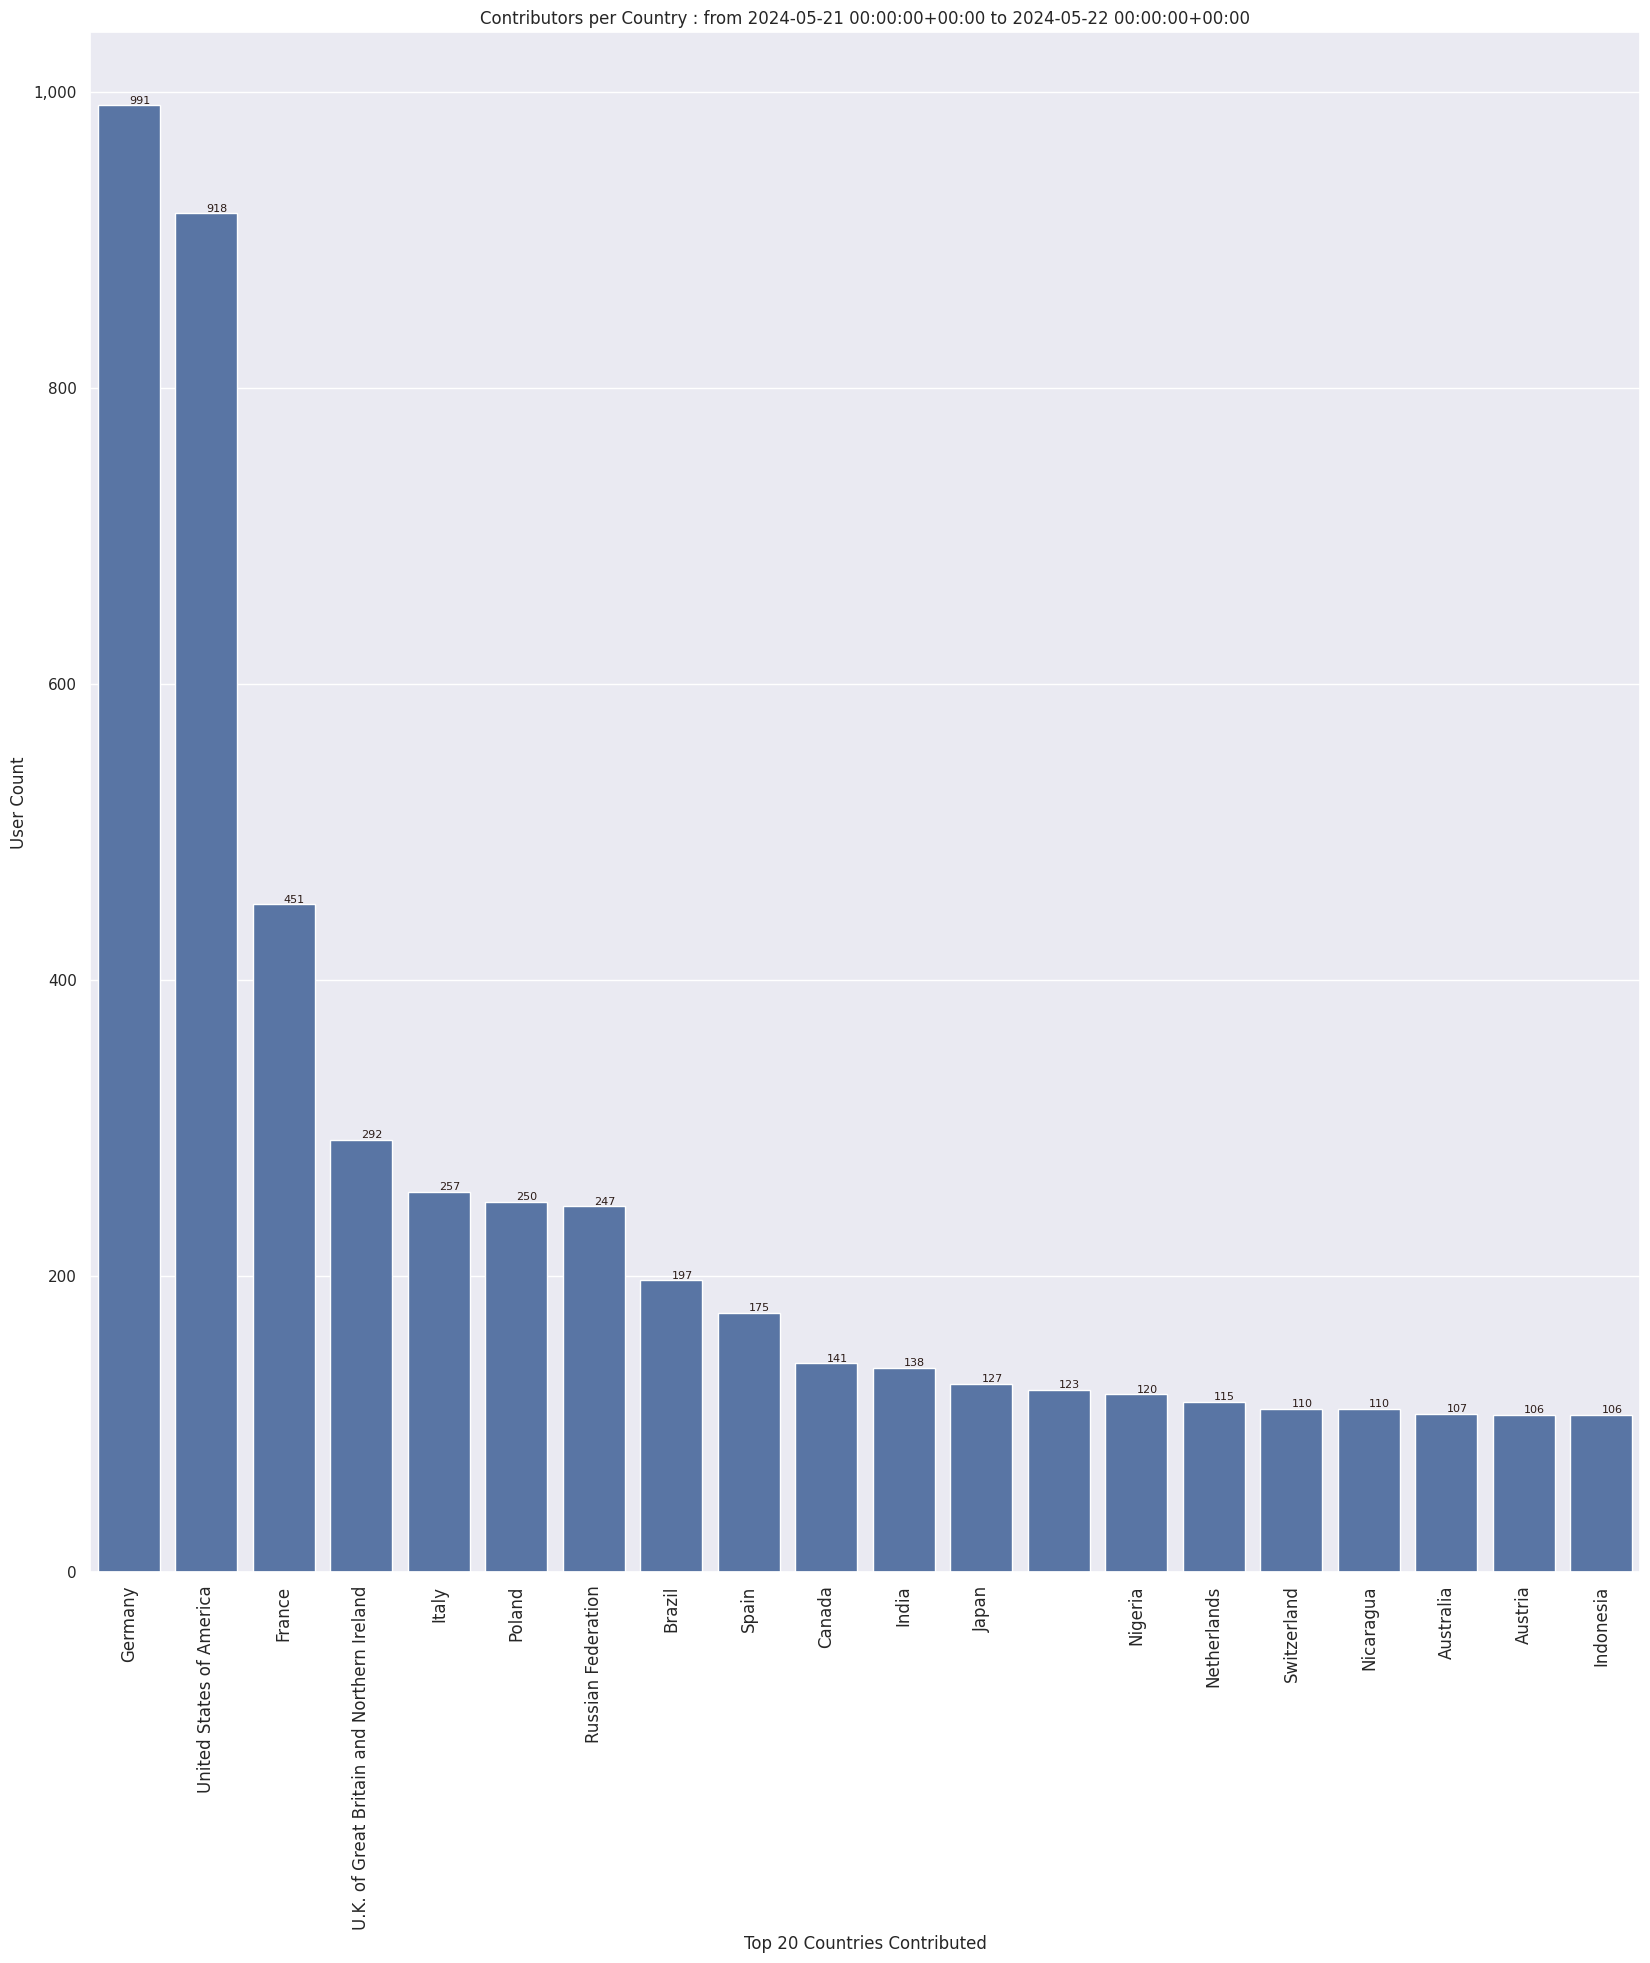 Contributors per Country : from 2024-05-21 00:00:00+00:00 to 2024-05-22 00:00:00+00:00
User Count
1,000
800
600
400
200
0
991
918
451
292
257
250
247
197
175
141
138
127
123
120
115
110
110
107
106
106
Germany
United States of America
France
U.K. of Great Britain and Northern Ireland
Italy
Poland
Russian Federation
Brazil
Spain
Canada
India
Japan
Nigeria
Netherlands
Switzerland
Nicaragua
Australia
Austria
Indonesia
Top 20 Countries Contributed